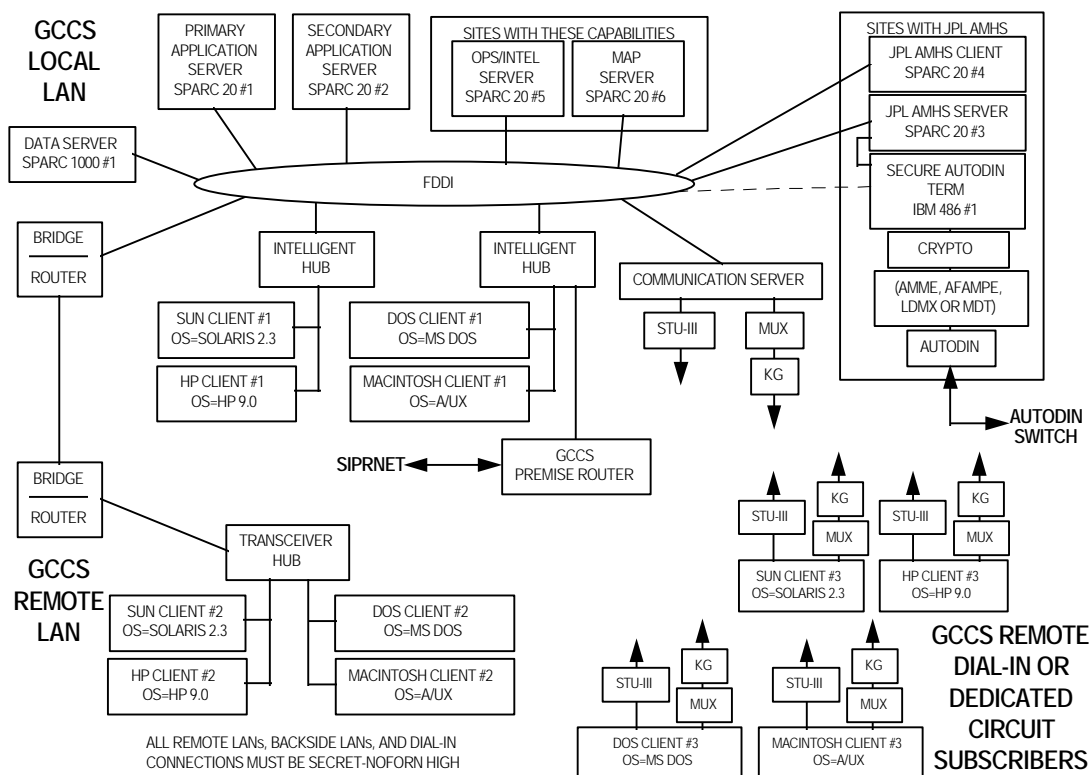 GCCS
LOCAL
LAN
PRIMARY
APPLICATION
SERVER
SPARC 20 #1
SECONDARY
APPLICATION
SERVER
SPARC 20 #2
SITES WITH THESE CAPABILITIES
OPS/INTEL
SERVER
SPARC 20 #5
MAP
SERVER
SPARC 20 #6
SITES WITH JPL AMHS
JPL AMHS CLIENT
SPARC 20 #4
JPL AMHS SERVER
SPARC 20 #3
SECURE AUTODIN
TERM
IBM 486 #1
CRYPTO
(AMME, AFAMPE,
LDMX OR MDT)
AUTODIN
AUTODIN
SWITCH
DATA SERVER
SPARC 1000 #1
FDDI
BRIDGE
ROUTER
INTELLIGENT
HUB
SUN CLIENT #1
OS=SOLARIS 2.3
HP CLIENT #1
OS=HP 9.0
INTELLIGENT
HUB
DOS CLIENT #1
OS=MS DOS
MACINTOSH CLIENT #1
OS=A/UX
COMMUNICATION SERVER
STU-III
MUX
KG
SIPRNET
GCCS
PREMISE ROUTER
BRIDGE
ROUTER
GCCS
REMOTE
LAN
TRANSCEIVER
HUB
SUN CLIENT #2
OS=SOLARIS 2.3
HP CLIENT #2
OS=HP 9.0
DOS CLIENT #2
OS=MS DOS
MACINTOSH CLIENT #2
OS=A/UX
ALL REMOTE LANs, BACKSIDE LANs, AND DIAL-IN
CONNECTIONS MUST BE SECRET-NOFORN HIGH
STU-III
KG
MUX
SUN CLIENT #3
OS=SOLARIS 2.3
STU-III
KG
MUX
HP CLIENT #3
OS=HP 9.0
STU-III
KG
MUX
DOS CLIENT #3
OS=MS DOS
STU-III
KG
MUX
MACINTOSH CLIENT #3
OS=A/UX
GCCS REMOTE
DIAL-IN OR
DEDICATED
CIRCUIT
SUBSCRIBERS